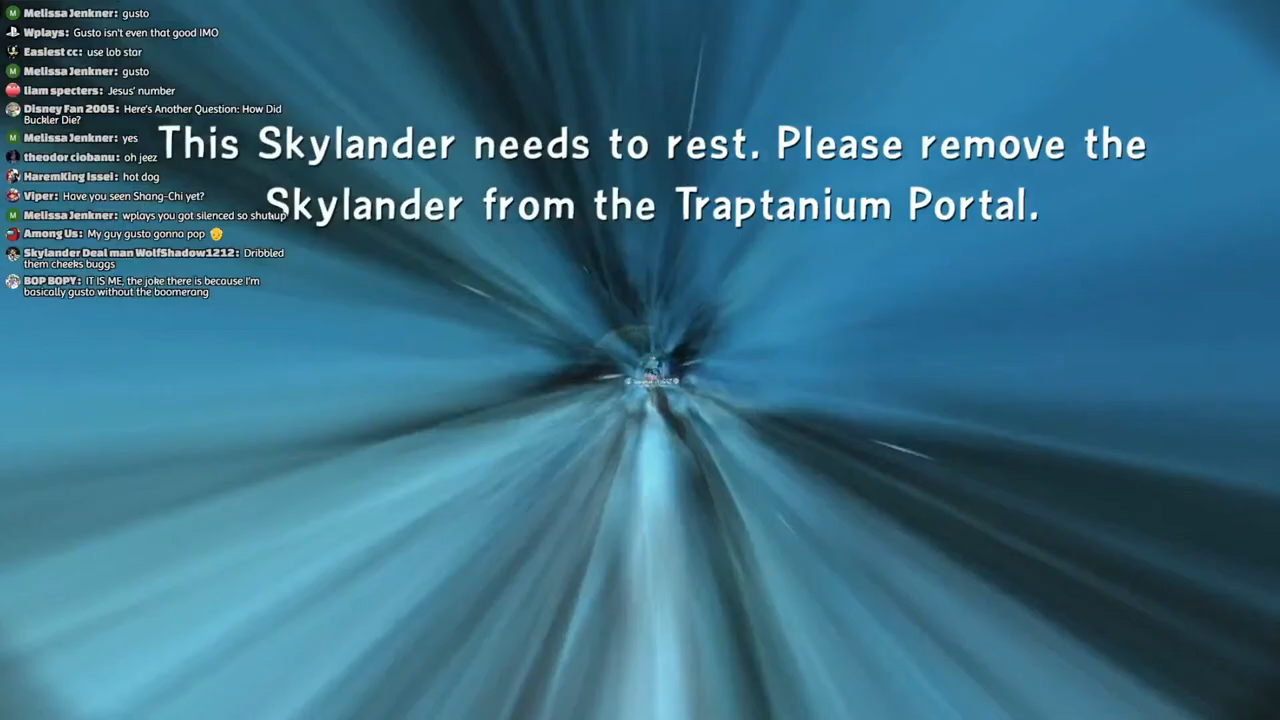 Melissa Jenkner: gusto
Wplays: Gusto isn't even that good IMO
Easiest cc: use lob star
Melissa Jenkner: gusto
liam specters: Jesus' number
Disney Fan 2005: Here's Another Question: How Did
Buckler Die?
Melissa Jenkner: yes
theodor ciobanu: oh jeez
HaremKing Issei: hot dog
Viper: Have you seen Shang-Chi yet?
Melissa Jenkner: wplays you got silenced so shutup
Among Us: My guy gusto gonna pop
Skylander Deal man WolfShadow1212: Dribbled
them cheeks buggs
BOP BOPY: IT IS ME, the joke there is because I'm
basically gusto without the boomerang
This Skylander needs to rest. Please remove the
Skylander from the Traptanium Portal.